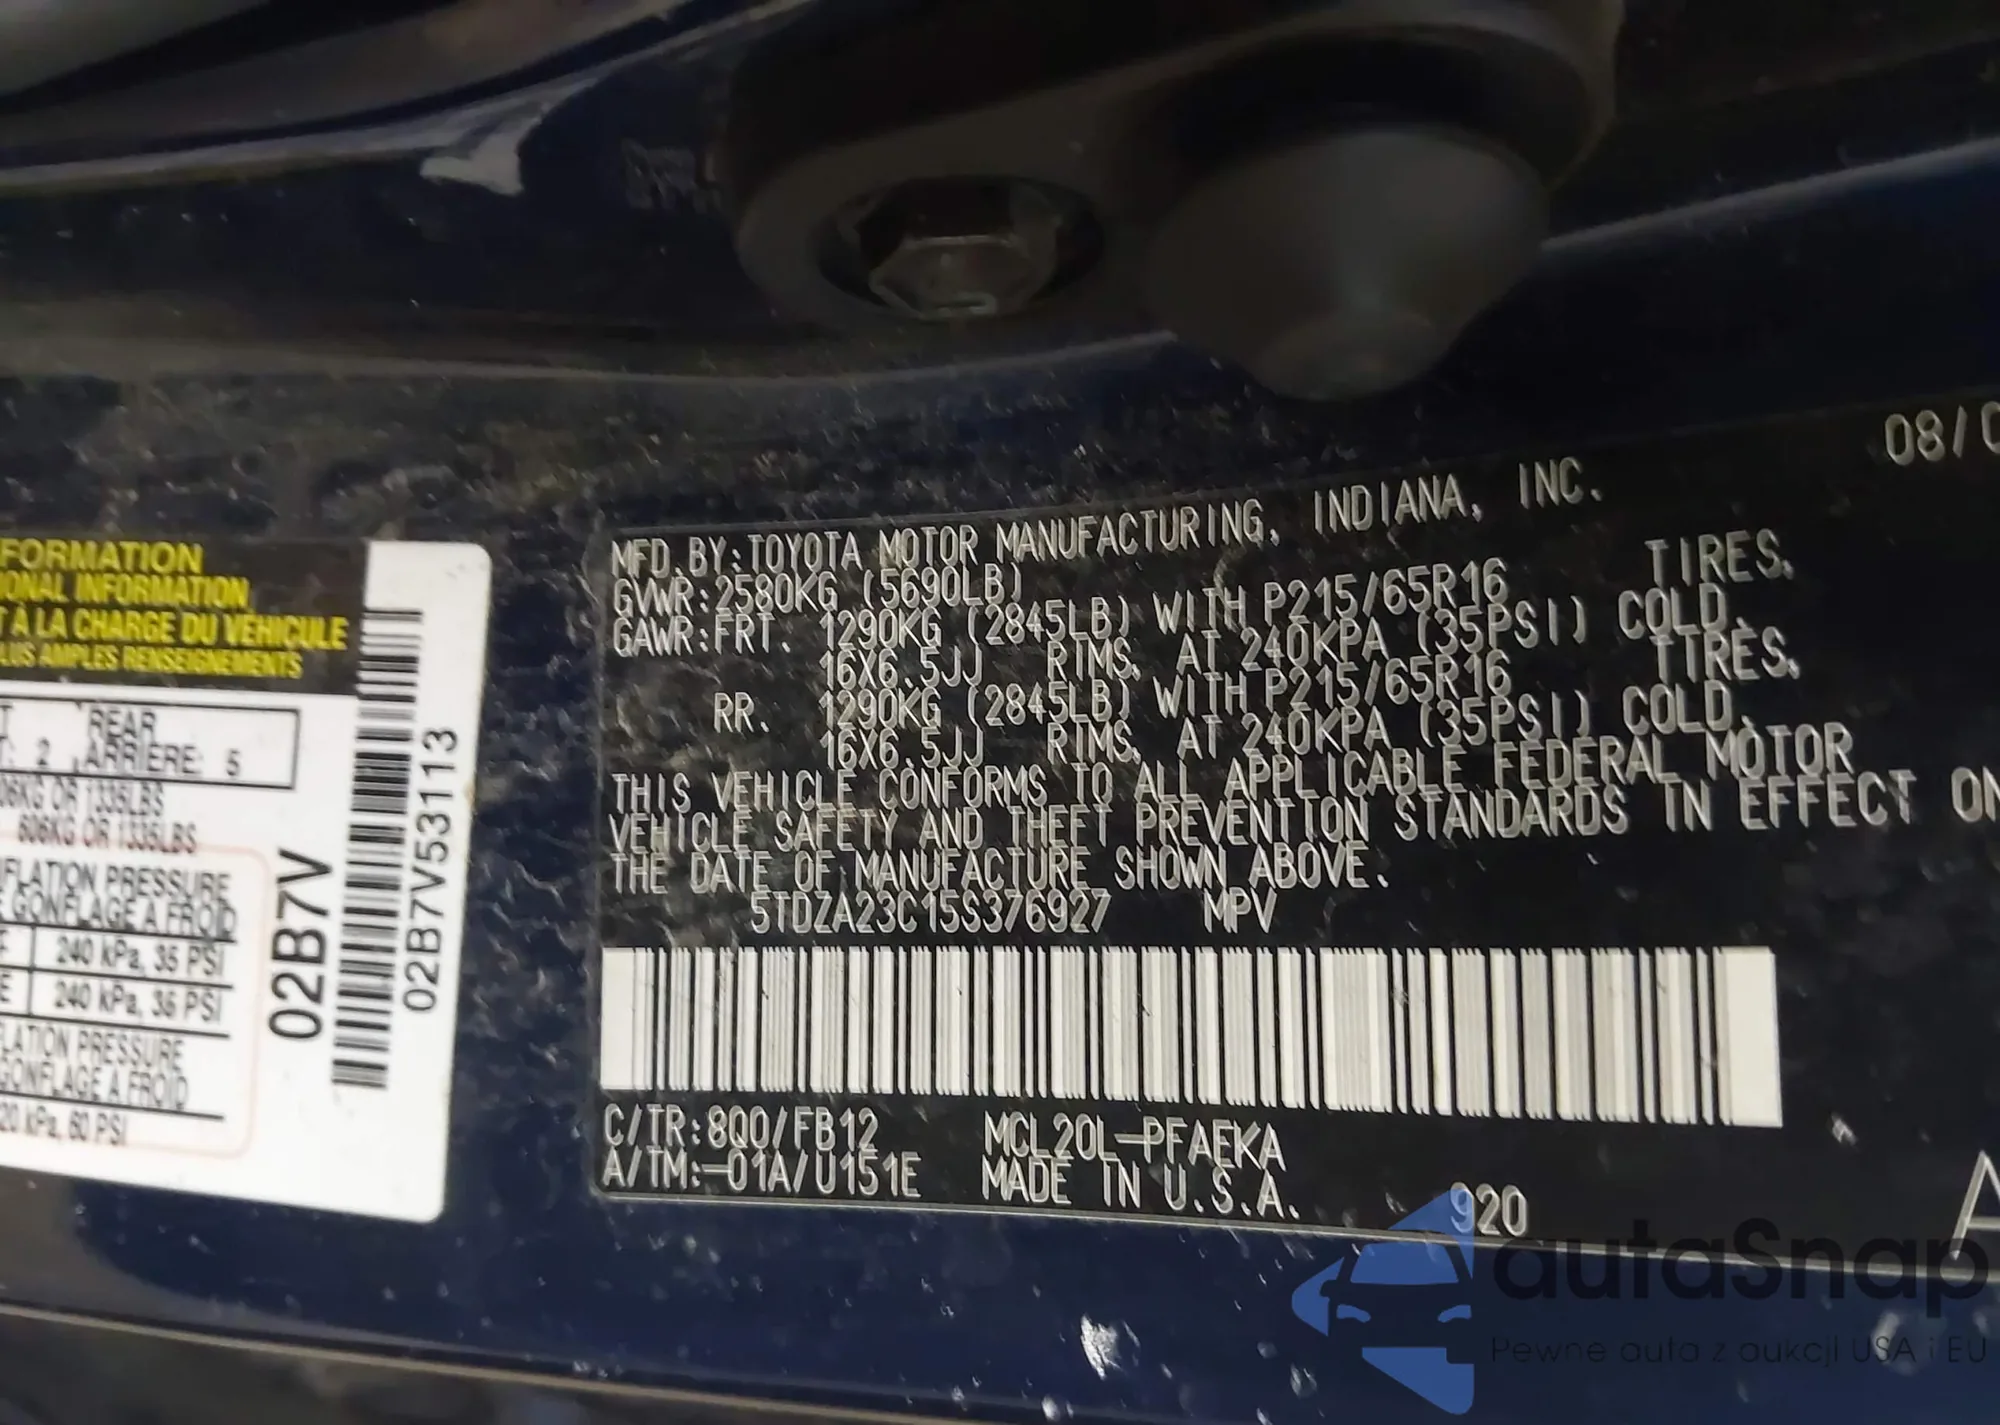 FORMATION
ONAL INFORMATION
T À LA CHARGE DU VÉHICULE
LUS AMPLES RENSEIGNEMENTS
REAR
: 2 ARRIÈRE: 5
606KG OR 1335LBS
FLATION PRESSURE
GONFLAGE À FROID
240 kPa, 35 PSI
240 kPa, 35 PSI
LATION PRESSURE
GONFLAGE À FROID
20 kPa, 60 PSI
02B7V
02B7V53113
08/0
MFD. BY: TOYOTA MOTOR MANUFACTURING, INDIANA, INC.
GVWR: 2580KG (5690LB)
GAWR: FRT. 1290KG (2845LB) WITH P215/65R16 TIRES,
16X6.5JJ RIMS, AT 240KPA (35PSI) COLD.
RR. 1290KG (2845LB) WITH P215/65R16 TIRES,
16X6.5JJ RIMS, AT 240KPA (35PSI) COLD.
THIS VEHICLE CONFORMS TO ALL APPLICABLE FEDERAL MOTOR
VEHICLE SAFETY AND THEFT PREVENTION STANDARDS IN EFFECT ON
THE DATE OF MANUFACTURE SHOWN ABOVE.
5TDZA23C15S376927 MPV
C/TR: 8Q0/FB12 MCL20L-PFAEKA
A/TM: -01A/U151E MADE IN U.S.A. 920
autaSnap
Pewne auta z aukcji USA i EU